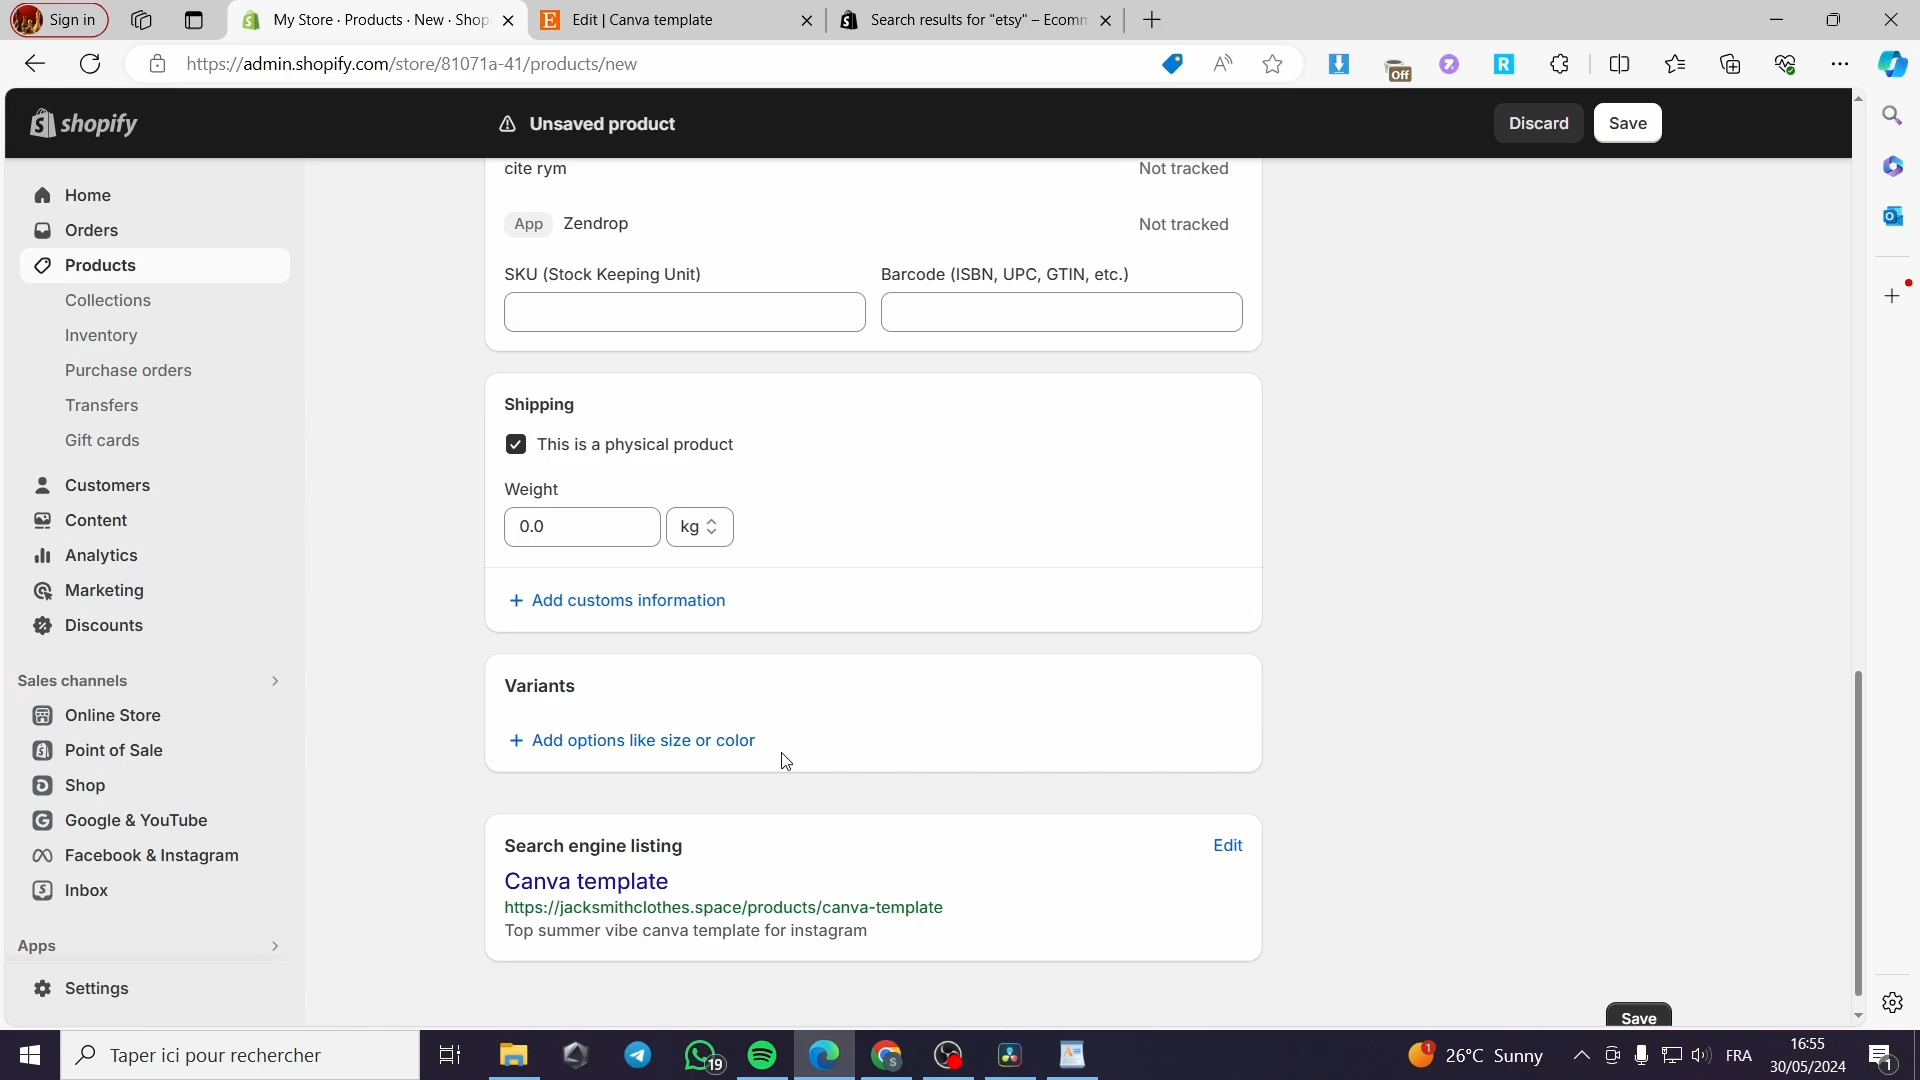 Sign in
My Store · Products · New · Shop
Edit | Canva template
Search results for "etsy" – Ecomm
https://admin.shopify.com/store/81071a-41/products/new
Off
shopify
Unsaved product
Discard
Save
Home
Orders
Products
Collections
Inventory
Purchase orders
Transfers
Gift cards
Customers
Content
Analytics
Marketing
Discounts
Sales channels
Online Store
Point of Sale
Shop
Google & YouTube
Facebook & Instagram
Inbox
Apps
Settings
cite rym
Not tracked
App Zendrop
Not tracked
SKU (Stock Keeping Unit)
Barcode (ISBN, UPC, GTIN, etc.)
Shipping
This is a physical product
Weight
0.0
kg
+ Add customs information
Variants
+ Add options like size or color
Search engine listing
Edit
Canva template
https://jacksmithclothes.space/products/canva-template
Top summer vibe canva template for instagram
Save
Taper ici pour rechercher
19
1
26°C Sunny
FRA
16:55
30/05/2024
1